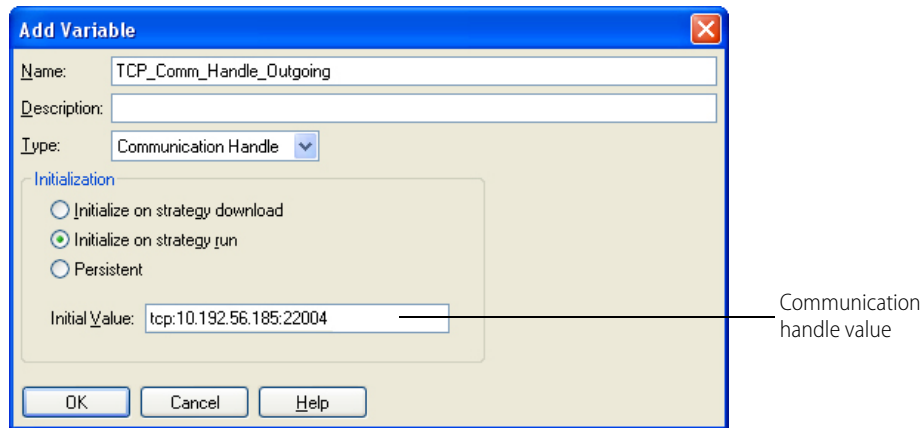 Add Variable
Name: TCP_Comm_Handle_Outgoing
Description:
Type: Communication Handle
Initialization
Initialize on strategy download
Initialize on strategy run
Persistent
Initial Value: tcp:10.192.56.185:22004
Communication
handle value
OK Cancel Help